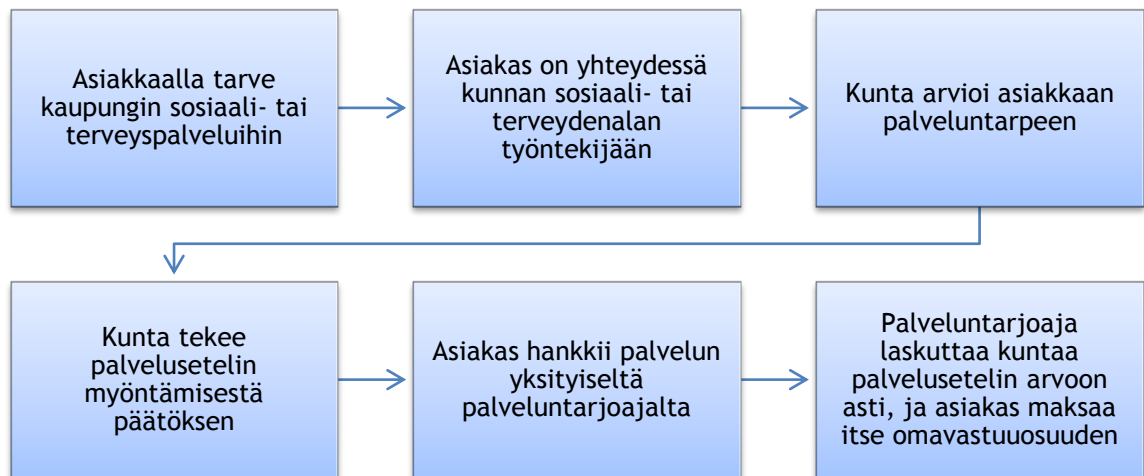 Asiakkaalla tarve
kaupungin sosiaali- tai
terveyspalveluihin
Asiakas on yhteydessä
kunnan sosiaali- tai
terveydenalan
työntekijään
Kunta arvioi asiakkaan
palveluntarpeen
Kunta tekee
palvelusetelin
myöntämisestä
päätöksen
Asiakas hankkii palvelun
yksityiseltä
palveluntarjoajalta
Palveluntarjoaja
laskuttaa kuntaa
palvelusetelin arvoon
asti, ja asiakas maksaa
itse omavastuuosuuden